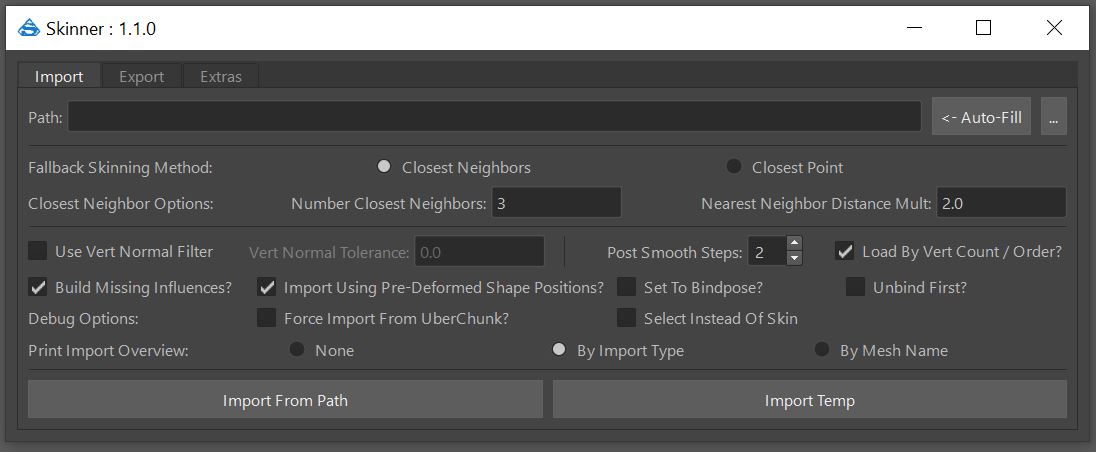 Skinner : 1.1.0
Import Export Extras
Path: <- Auto-Fill ...
Fallback Skinning Method: Closest Neighbors Closest Point
Closest Neighbor Options: Number Closest Neighbors: 3 Nearest Neighbor Distance Mult: 2.0
Use Vert Normal Filter Vert Normal Tolerance: 0.0 Post Smooth Steps: 2 Load By Vert Count / Order?
Build Missing Influences? Import Using Pre-Deformed Shape Positions? Set To Bindpose? Unbind First?
Debug Options: Force Import From UberChunk? Select Instead Of Skin
Print Import Overview: None By Import Type By Mesh Name
Import From Path Import Temp